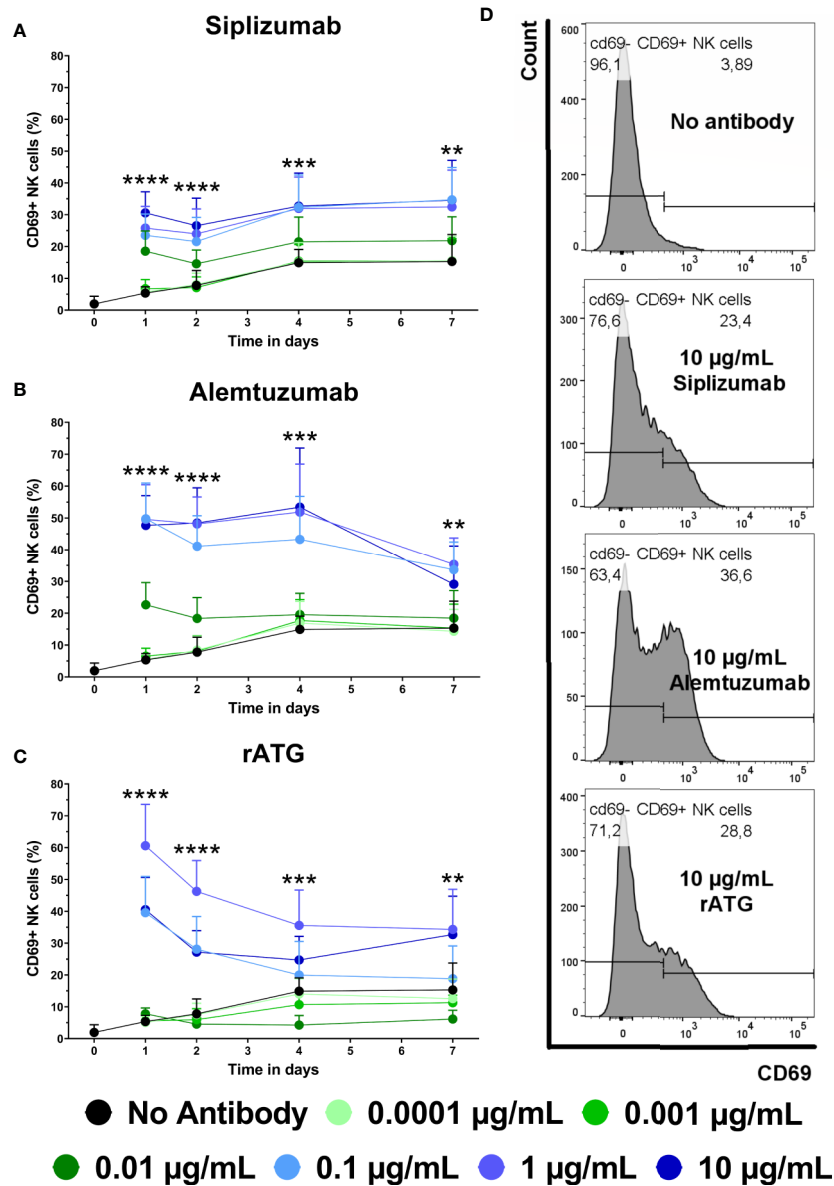 A
Siplizumab
CD69+ NK cells (%)
80
70
60
50
40
30
20
10
0
**** **** *** **
0 1 2 3 4 5 6 7
Time in days
B
Alemtuzumab
CD69+ NK cells (%)
80
70
60
50
40
30
20
10
0
**** **** *** **
0 1 2 3 4 5 6 7
Time in days
C
rATG
CD69+ NK cells (%)
80
70
60
50
40
30
20
10
0
**** **** *** **
0 1 2 3 4 5 6 7
Time in days
D
Count
600
400
200
0
cd69- CD69+ NK cells
96,1 3,89
No antibody
0 10³ 10⁴ 10⁵
300
200
100
0
cd69- CD69+ NK cells
76,6 23,4
10 µg/mL
Siplizumab
0 10³ 10⁴ 10⁵
150
100
50
0
cd69- CD69+ NK cells
63,4 36,6
10 µg/mL
Alemtuzumab
0 10³ 10⁴ 10⁵
400
300
200
100
0
cd69- CD69+ NK cells
71,2 28,8
10 µg/mL
rATG
0 10³ 10⁴ 10⁵
CD69
No Antibody 0.0001 µg/mL 0.001 µg/mL
0.01 µg/mL 0.1 µg/mL 1 µg/mL 10 µg/mL